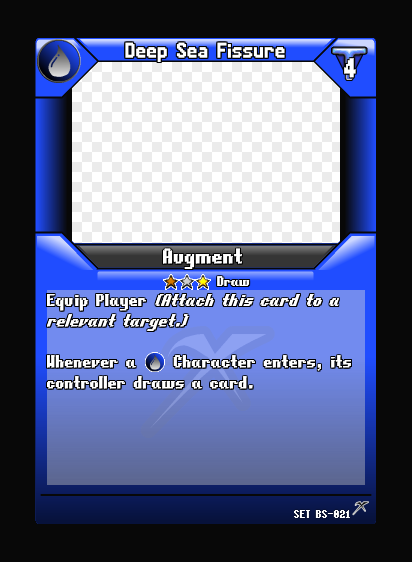 Deep Sea Fissure
4
Augment
Draw
Equip Player (Attach this card to a
relevant target.)
Whenever a Character enters, its
controller draws a card.
SET BS-021